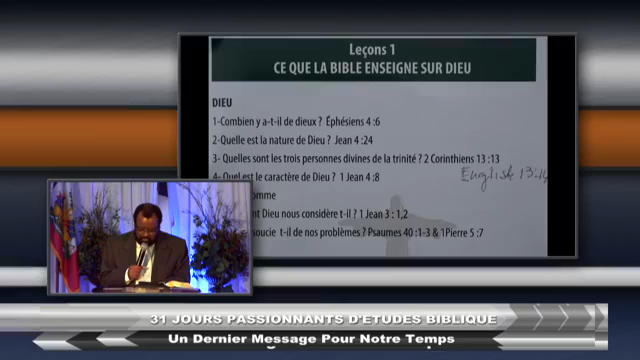 Leçons 1
CE QUE LA BIBLE ENSEIGNE SUR DIEU
DIEU
1-Combien y a-t-il de dieux ? Éphésiens 4 :6
2-Quelle est la nature de Dieu ? Jean 4 :24
3- Quelles sont les trois personnes divines de la trinité ? 2 Corinthiens 13 :13
4- Quel est le caractère de Dieu ? 1 Jean 4 :8
English 13:14
omme
nt Dieu nous considère t-il ? 1 Jean 3 : 1,2
soucie t-il de nos problèmes ? Psaumes 40 :1-3 & 1Pierre 5 :7
31 JOURS PASSIONNANTS D'ETUDES BIBLIQUE
Un Dernier Message Pour Notre Temps